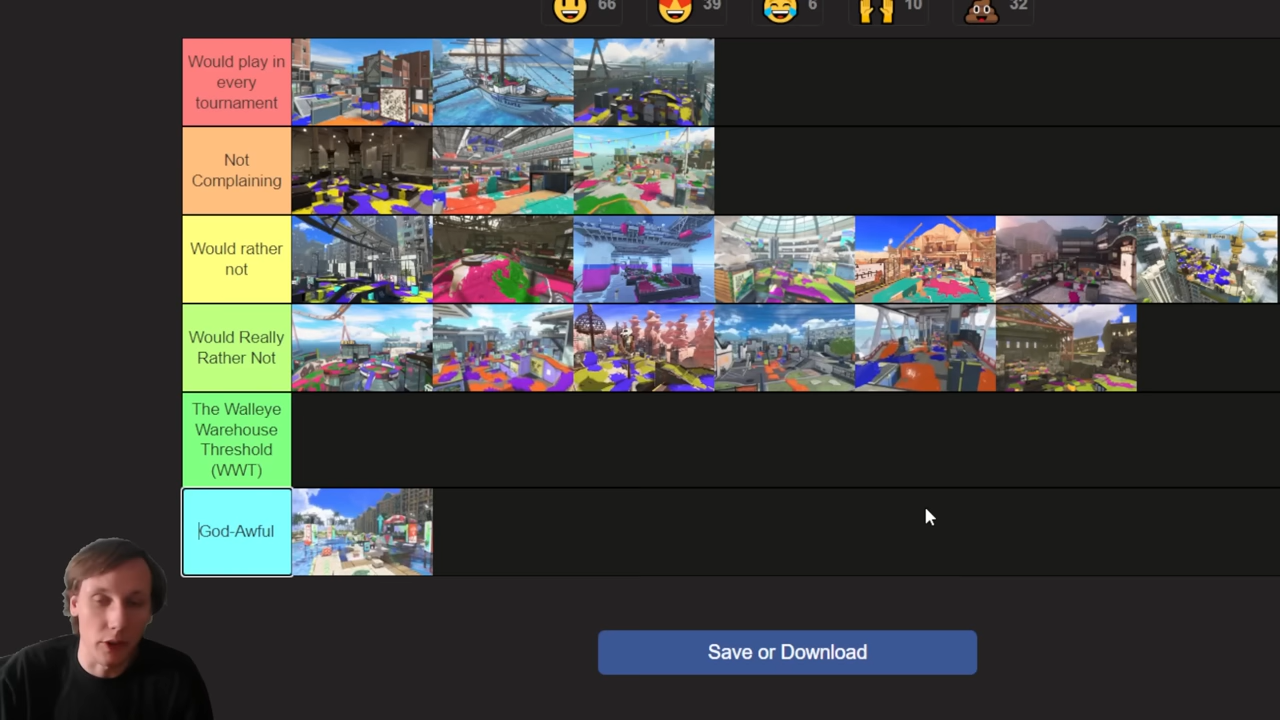 66 39 6 10 32
Would play in
every
tournament
Not
Complaining
Would rather
not
Would Really
Rather Not
The Walleye
Warehouse
Threshold
(WWT)
God-Awful
Save or Download